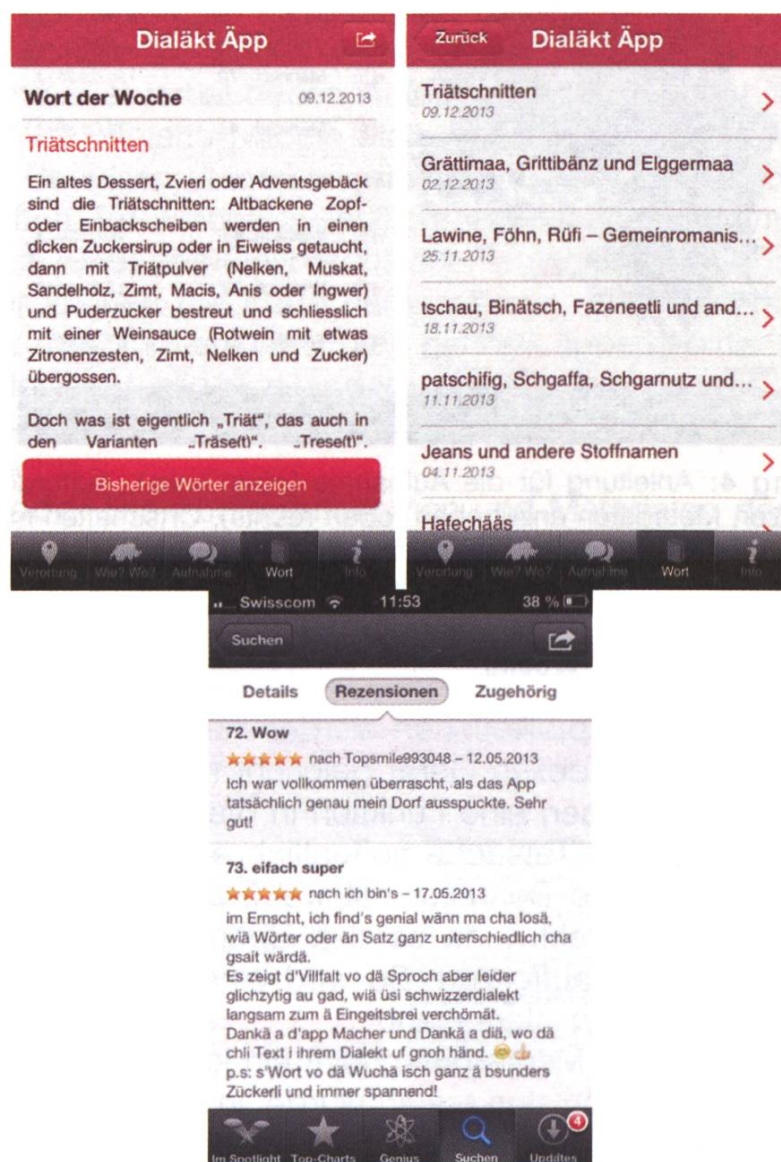 Dialäkt Äpp
Wort der Woche 09.12.2013
Triätschnitten
Ein altes Dessert, Zvieri oder Adventsgebäck
sind die Triätschnitten: Altbackene Zopf-
oder Einbackscheiben werden in einen
dicken Zuckersirup oder in Eiweiss getaucht,
dann mit Triätpulver (Nelken, Muskat,
Sandelholz, Zimt, Macis, Anis oder Ingwer)
und Puderzucker bestreut und schliesslich
mit einer Weinsauce (Rotwein mit etwas
Zitronenzesten, Zimt, Nelken und Zucker)
übergossen.
Doch was ist eigentlich „Triät“, das auch in
den Varianten „Träse(t)“, „Trese(t)“,
Bisherige Wörter anzeigen
Verortung Wie? Wo? Aufnahme Wort Info
Zurück Dialäkt Äpp
Triätschnitten
09.12.2013
Grättimaa, Grittibänz und Elggermaa
02.12.2013
Lawine, Föhn, Rüfi – Gemeinromanis...
25.11.2013
tschau, Binätsch, Fazeneetli und and...
18.11.2013
patschifig, Schgaffa, Schgarnutz und...
11.11.2013
Jeans und andere Stoffnamen
04.11.2013
Hafechääs
Verortung Wie? Wo? Aufnahme Wort Info
Swisscom 11:53 38 %
Suchen
Details Rezensionen Zugehörig
72. Wow
nach Topsmile993048 – 12.05.2013
Ich war vollkommen überrascht, als das App
tatsächlich genau mein Dorf ausspuckte. Sehr
gut!
73. eifach super
nach ich bin's – 17.05.2013
im Ernscht, ich find's genial wänn ma cha losä,
wiä Wörter oder än Satz ganz unterschiedlich cha
gsait wärdä.
Es zeigt d'Villfalt vo dä Sproch aber leider
glichzytig au gad, wiä üsi schwizzerdialekt
langsam zum ä Eingeitsbrei verchömät.
Dankä a d'app Macher und Dankä a diä, wo dä
chli Text i ihrem Dialekt uf gnoh händ.
p.s: s'Wort vo dä Wuchä isch ganz ä bsunders
Zückerli und immer spannend!
Im Spotlight Top-Charts Genius Suchen Updates
4